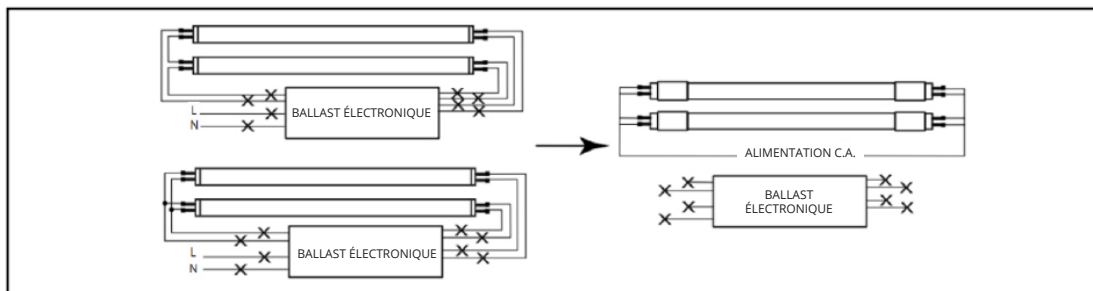 L
BALLAST ÉLECTRONIQUE
N
L
BALLAST ÉLECTRONIQUE
N
ALIMENTATION C.A.
BALLAST
ÉLECTRONIQUE